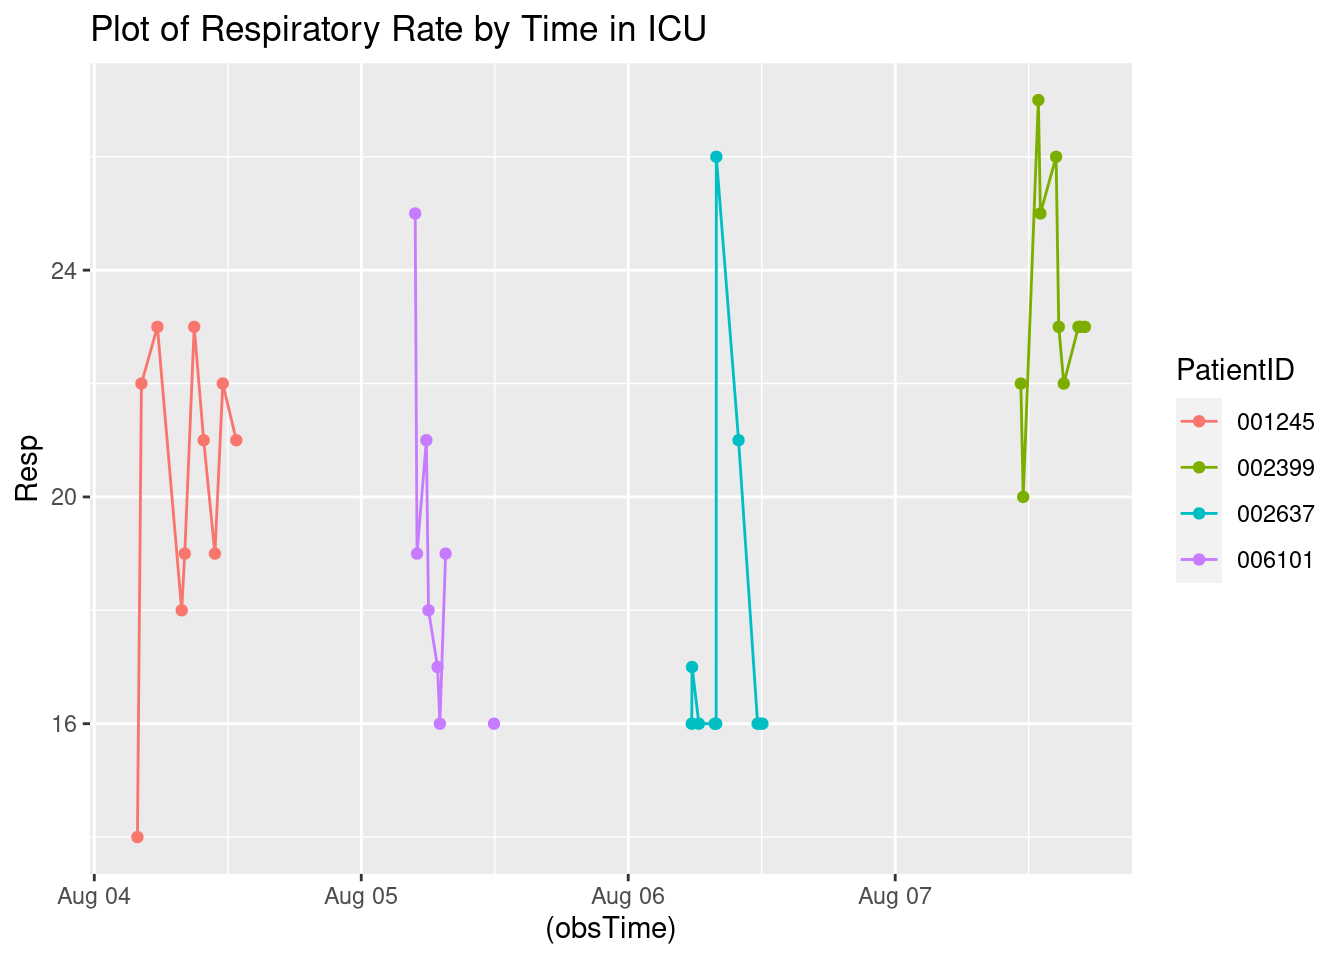 Plot of Respiratory Rate by Time in ICU
Resp
24
20
16
Aug 04
Aug 05
Aug 06
Aug 07
(obsTime)
PatientID
001245
002399
002637
006101